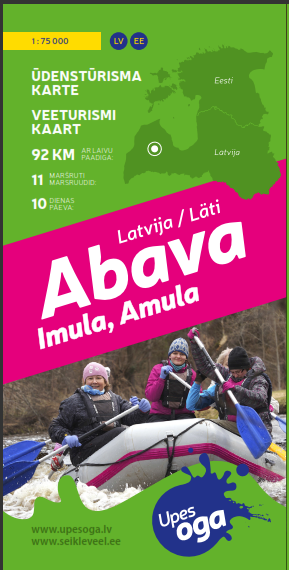 1 : 75 000
LV EE
ŪDENSTŪRISMA
KARTE
VEETURISMI
KAART
92 KM AR LAIVU
PAADIGA:
11 MARŠRUTI
MARSRUUDID:
10 DIENAS
PÄEVA:
Eesti
Latvija
Latvija / Läti
Abava
Imula, Amula
Upes
oga
www.upesoga.lv
www.seikleveel.ee